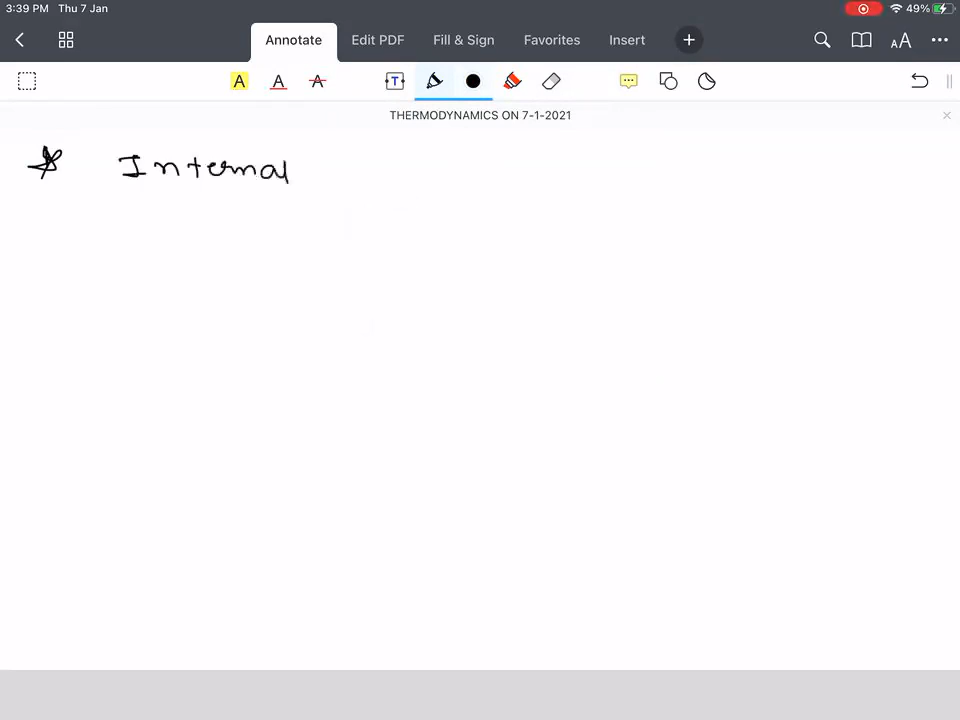 3:39 PM Thu 7 Jan 49%
Annotate Edit PDF Fill & Sign Favorites Insert
A A A T AA
THERMODYNAMICS ON 7-1-2021
Internal